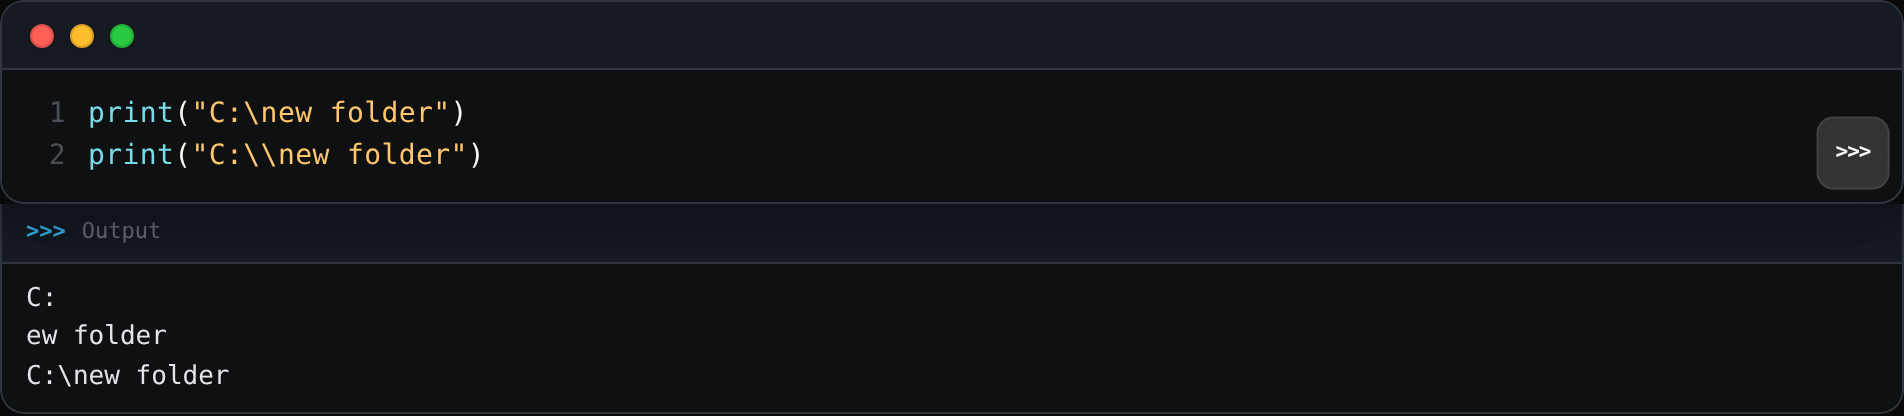 1 print("C:\new folder")
2 print("C:\\new folder")
>>>
>>> Output
C:
ew folder
C:\new folder